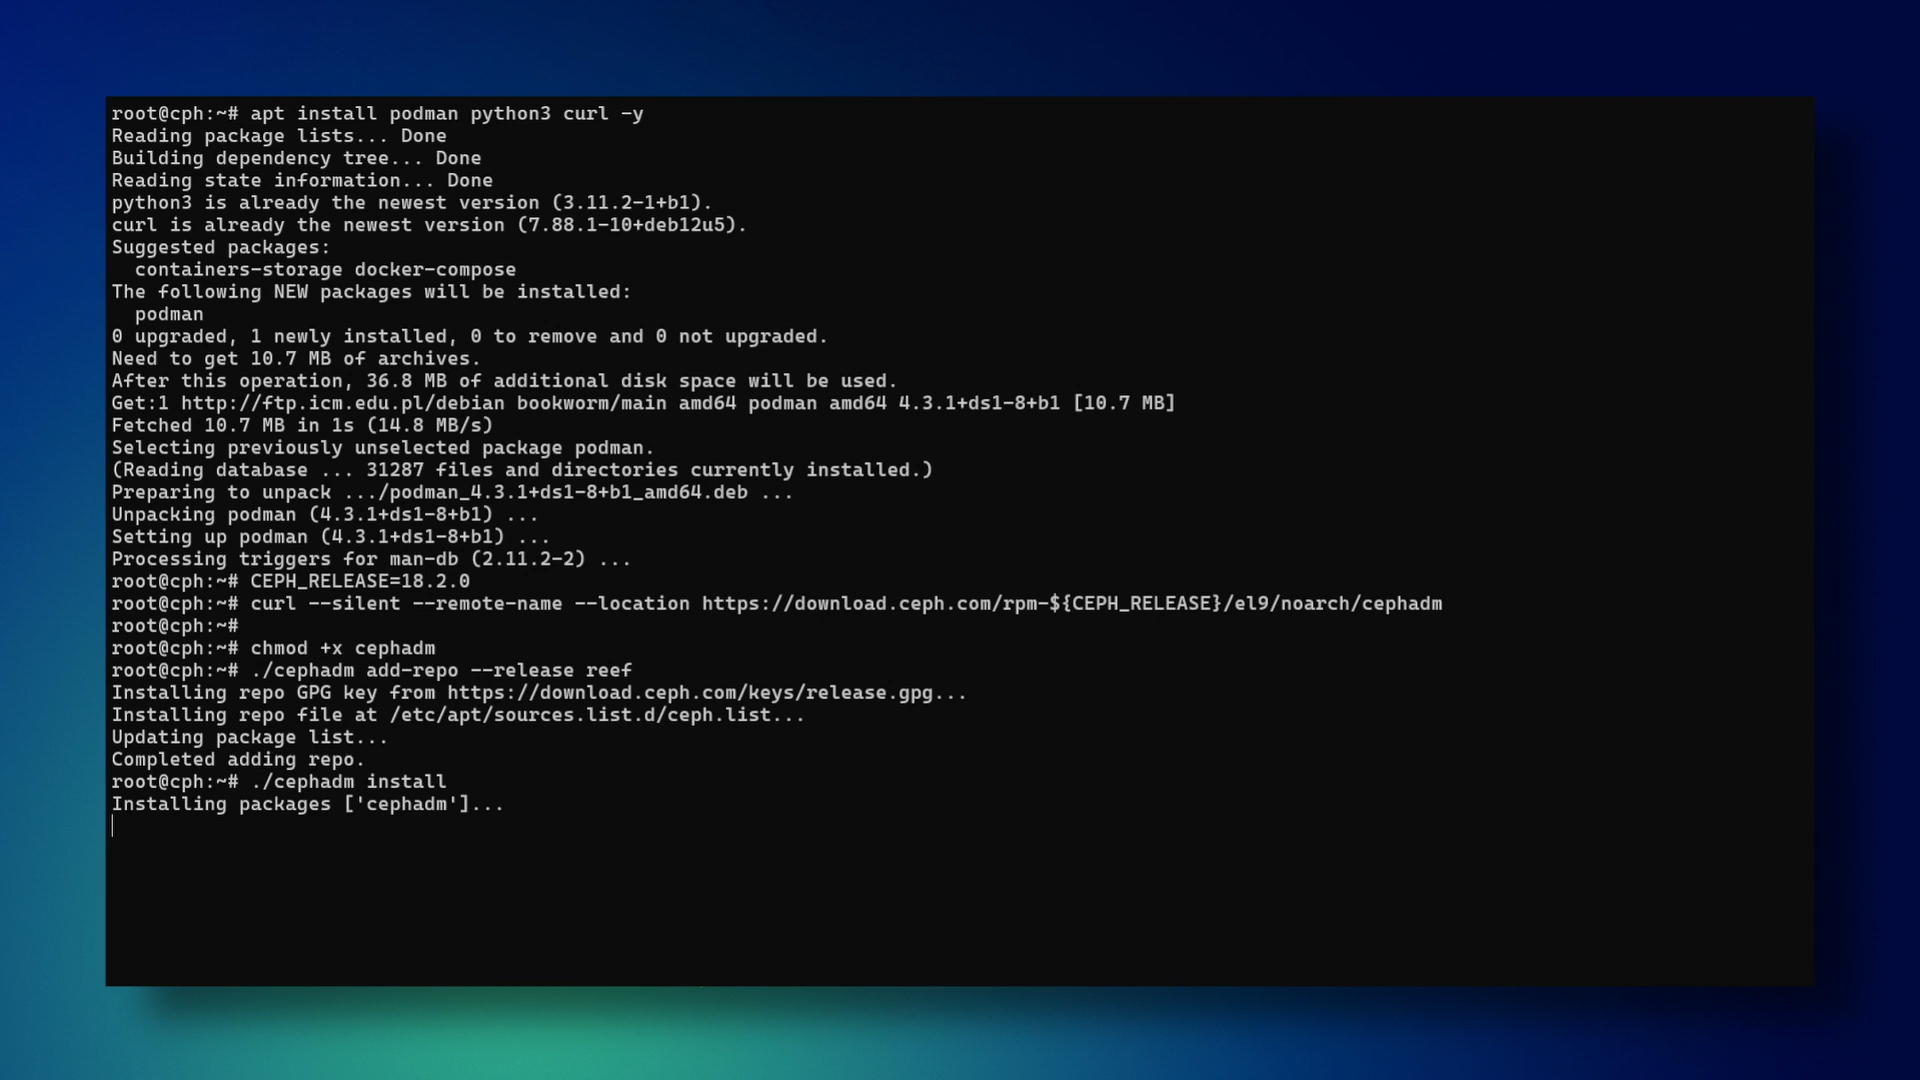 root@cph:~# apt install podman python3 curl -y
Reading package lists... Done
Building dependency tree... Done
Reading state information... Done
python3 is already the newest version (3.11.2-1+b1).
curl is already the newest version (7.88.1-10+deb12u5).
Suggested packages:
  containers-storage docker-compose
The following NEW packages will be installed:
  podman
0 upgraded, 1 newly installed, 0 to remove and 0 not upgraded.
Need to get 10.7 MB of archives.
After this operation, 36.8 MB of additional disk space will be used.
Get:1 http://ftp.icm.edu.pl/debian bookworm/main amd64 podman amd64 4.3.1+ds1-8+b1 [10.7 MB]
Fetched 10.7 MB in 1s (14.8 MB/s)
Selecting previously unselected package podman.
(Reading database ... 31287 files and directories currently installed.)
Preparing to unpack .../podman_4.3.1+ds1-8+b1_amd64.deb ...
Unpacking podman (4.3.1+ds1-8+b1) ...
Setting up podman (4.3.1+ds1-8+b1) ...
Processing triggers for man-db (2.11.2-2) ...
root@cph:~# CEPH_RELEASE=18.2.0
root@cph:~# curl --silent --remote-name --location https://download.ceph.com/rpm-${CEPH_RELEASE}/el9/noarch/cephadm
root@cph:~#
root@cph:~# chmod +x cephadm
root@cph:~# ./cephadm add-repo --release reef
Installing repo GPG key from https://download.ceph.com/keys/release.gpg...
Installing repo file at /etc/apt/sources.list.d/ceph.list...
Updating package list...
Completed adding repo.
root@cph:~# ./cephadm install
Installing packages ['cephadm']...